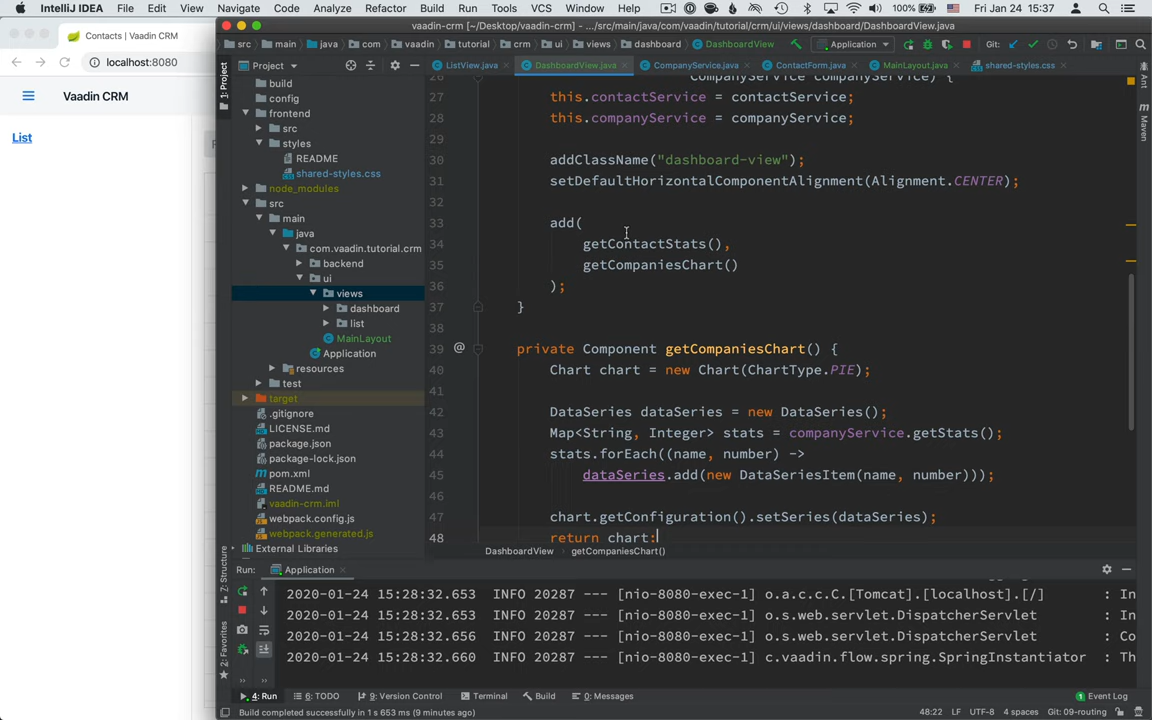 IntelliJ IDEA File Edit View Navigate Code Analyze Refactor Build Run Tools VCS Window Help 100% Fri Jan 24 15:37
vaadin-crm [~/Desktop/vaadin-crm] - .../src/main/java/com/vaadin/tutorial/crm/ui/views/dashboard/DashboardView.java
Contacts | Vaadin CRM
localhost:8080
Vaadin CRM
List
src main java com vaadin tutorial crm ui views dashboard DashboardView Application Git:
ListView.java DashboardView.java CompanyService.java ContactForm.java MainLayout.java shared-styles.css
1: Project
Project
build
config
frontend
src
styles
README
shared-styles.css
node_modules
src
main
java
com.vaadin.tutorial.crm
backend
ui
views
dashboard
list
MainLayout
Application
resources
test
target
.gitignore
LICENSE.md
package.json
package-lock.json
pom.xml
README.md
vaadin-crm.iml
webpack.config.js
webpack.generated.js
External Libraries
26 CompanyService companyService) {
27 this.contactService = contactService;
28 this.companyService = companyService;
29
30 addClassName("dashboard-view");
31 setDefaultHorizontalComponentAlignment(Alignment.CENTER);
32
33 add(
34 getContactStats(),
35 getCompaniesChart()
36 );
37 }
38
39 @ private Component getCompaniesChart() {
40 Chart chart = new Chart(ChartType.PIE);
41
42 DataSeries dataSeries = new DataSeries();
43 Map<String, Integer> stats = companyService.getStats();
44 stats.forEach((name, number) ->
45 dataSeries.add(new DataSeriesItem(name, number)));
46
47 chart.getConfiguration().setSeries(dataSeries);
48 return chart;
DashboardView getCompaniesChart()
Ant
Maven
7: Structure
2: Favorites
Run: Application
2020-01-24 15:28:32.653 INFO 20287 --- [nio-8080-exec-1] o.a.c.c.C.[Tomcat].[localhost].[/] : In
2020-01-24 15:28:32.653 INFO 20287 --- [nio-8080-exec-1] o.s.web.servlet.DispatcherServlet : In
2020-01-24 15:28:32.656 INFO 20287 --- [nio-8080-exec-1] o.s.web.servlet.DispatcherServlet : Co
2020-01-24 15:28:32.660 INFO 20287 --- [nio-8080-exec-1] c.vaadin.flow.spring.SpringInstantiator : Th
4: Run 6: TODO 9: Version Control Terminal Build 0: Messages 1 Event Log
Build completed successfully in 1 s 653 ms (9 minutes ago) 48:22 LF UTF-8 4 spaces Git: 09-routing